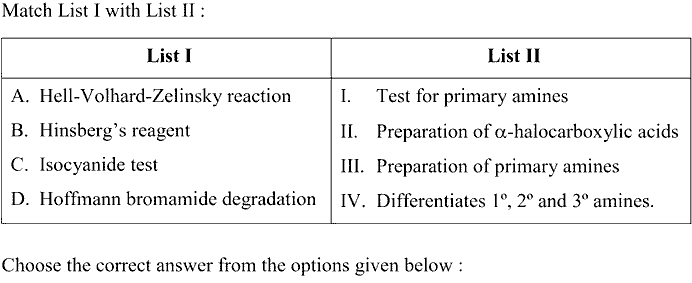 Match List I with List II :
List I List II
A. Hell-Volhard-Zelinsky reaction I. Test for primary amines
B. Hinsberg’s reagent II. Preparation of α-halocarboxylic acids
C. Isocyanide test III. Preparation of primary amines
D. Hoffmann bromamide degradation IV. Differentiates 1º, 2º and 3º amines.
Choose the correct answer from the options given below :